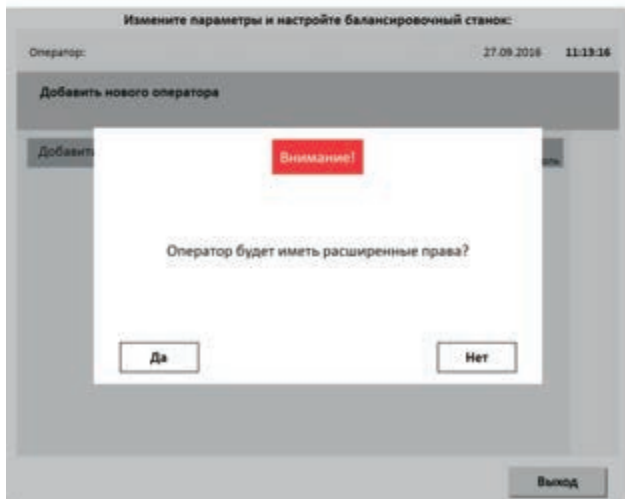 Измените параметры и настройте балансировочный станок:
Оператор: 27.09.2016 11:13:16
Добавить нового оператора
Внимание!
Оператор будет иметь расширенные права?
Да Нет
Выход